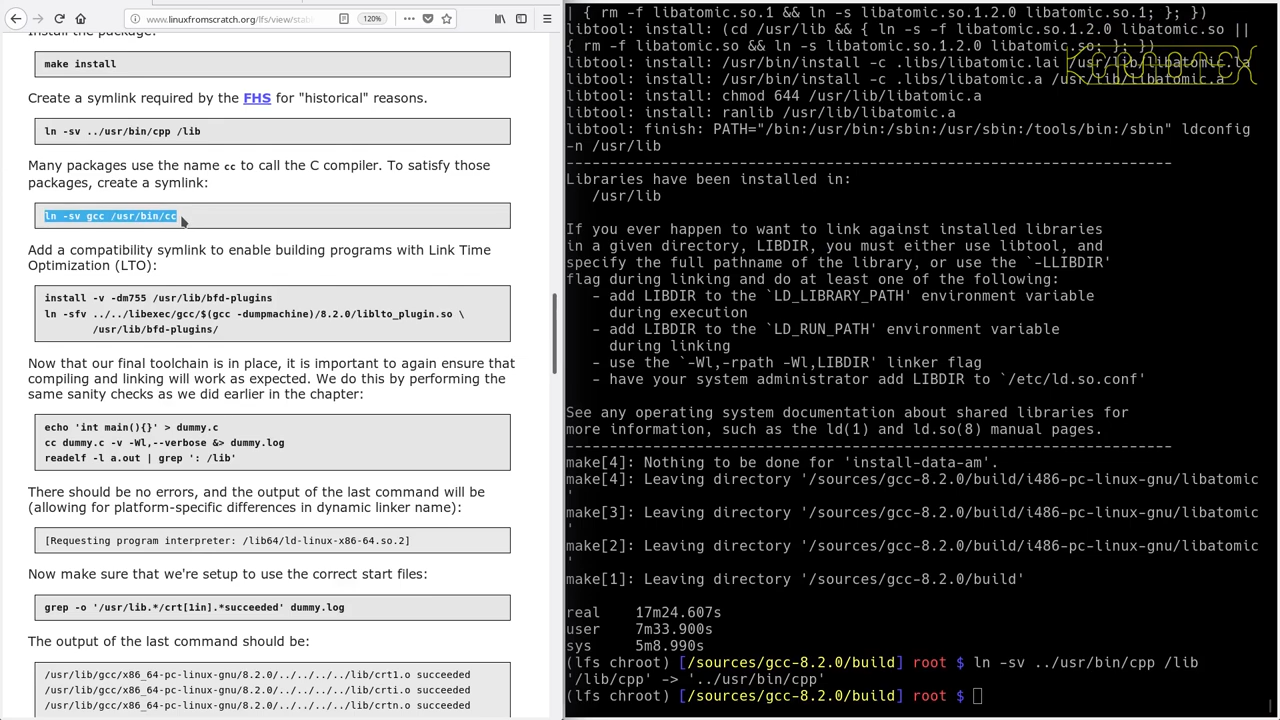 www.linuxfromscratch.org/lfs/view/stabl
120%
Install the package:
make install
Create a symlink required by the FHS for "historical" reasons.
ln -sv ../usr/bin/cpp /lib
Many packages use the name cc to call the C compiler. To satisfy those
packages, create a symlink:
ln -sv gcc /usr/bin/cc
Add a compatibility symlink to enable building programs with Link Time
Optimization (LTO):
install -v -dm755 /usr/lib/bfd-plugins
ln -sfv ../../libexec/gcc/$(gcc -dumpmachine)/8.2.0/liblto_plugin.so \
/usr/lib/bfd-plugins/
Now that our final toolchain is in place, it is important to again ensure that
compiling and linking will work as expected. We do this by performing the
same sanity checks as we did earlier in the chapter:
echo 'int main(){}' > dummy.c
cc dummy.c -v -Wl,--verbose &> dummy.log
readelf -l a.out | grep ': /lib'
There should be no errors, and the output of the last command will be
(allowing for platform-specific differences in dynamic linker name):
[Requesting program interpreter: /lib64/ld-linux-x86-64.so.2]
Now make sure that we're setup to use the correct start files:
grep -o '/usr/lib.*/crt[1in].*succeeded' dummy.log
The output of the last command should be:
/usr/lib/gcc/x86_64-pc-linux-gnu/8.2.0/../../../../lib/crt1.o succeeded
/usr/lib/gcc/x86_64-pc-linux-gnu/8.2.0/../../../../lib/crti.o succeeded
/usr/lib/gcc/x86_64-pc-linux-gnu/8.2.0/../../../../lib/crtn.o succeeded
| { rm -f libatomic.so.1 && ln -s libatomic.so.1.2.0 libatomic.so.1; }; })
libtool: install: (cd /usr/lib && { ln -s -f libatomic.so.1.2.0 libatomic.so ||
{ rm -f libatomic.so && ln -s libatomic.so.1.2.0 libatomic.so; }; })
libtool: install: /usr/bin/install -c .libs/libatomic.lai /usr/lib/libatomic.la
libtool: install: /usr/bin/install -c .libs/libatomic.a /usr/lib/libatomic.a
libtool: install: chmod 644 /usr/lib/libatomic.a
libtool: install: ranlib /usr/lib/libatomic.a
libtool: finish: PATH="/bin:/usr/bin:/sbin:/usr/sbin:/tools/bin:/sbin" ldconfig
-n /usr/lib
----------------------------------------------------------------------
Libraries have been installed in:
/usr/lib
If you ever happen to want to link against installed libraries
in a given directory, LIBDIR, you must either use libtool, and
specify the full pathname of the library, or use the `-LLIBDIR'
flag during linking and do at least one of the following:
- add LIBDIR to the `LD_LIBRARY_PATH' environment variable
during execution
- add LIBDIR to the `LD_RUN_PATH' environment variable
during linking
- use the `-Wl,-rpath -Wl,LIBDIR' linker flag
- have your system administrator add LIBDIR to `/etc/ld.so.conf'
See any operating system documentation about shared libraries for
more information, such as the ld(1) and ld.so(8) manual pages.
----------------------------------------------------------------------
make[4]: Nothing to be done for 'install-data-am'.
make[4]: Leaving directory '/sources/gcc-8.2.0/build/i486-pc-linux-gnu/libatomic
'
make[3]: Leaving directory '/sources/gcc-8.2.0/build/i486-pc-linux-gnu/libatomic
'
make[2]: Leaving directory '/sources/gcc-8.2.0/build/i486-pc-linux-gnu/libatomic
'
make[1]: Leaving directory '/sources/gcc-8.2.0/build'
real 17m24.607s
user 7m33.900s
sys 5m8.990s
(lfs chroot) [/sources/gcc-8.2.0/build] root $ ln -sv ../usr/bin/cpp /lib
'/lib/cpp' -> '../usr/bin/cpp'
(lfs chroot) [/sources/gcc-8.2.0/build] root $